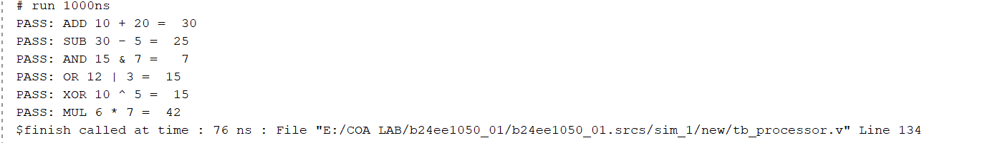 # run 1000ns
PASS: ADD 10 + 20 =  30
PASS: SUB 30 - 5 =  25
PASS: AND 15 & 7 =   7
PASS: OR 12 | 3 =  15
PASS: XOR 10 ^ 5 =  15
PASS: MUL 6 * 7 =  42
$finish called at time : 76 ns : File "E:/COA LAB/b24ee1050_01/b24ee1050_01.srcs/sim_1/new/tb_processor.v" Line 134